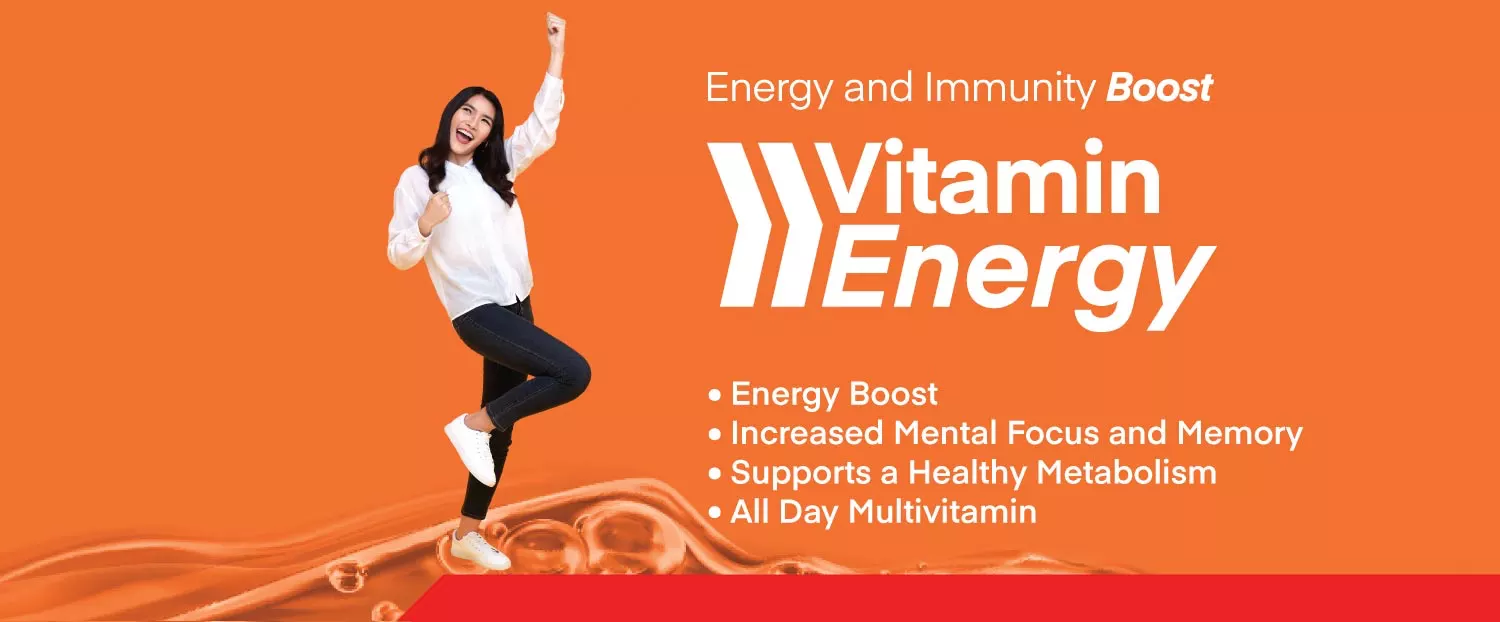 Energy and Immunity Boost
Vitamin
Energy
• Energy Boost
• Increased Mental Focus and Memory
• Supports a Healthy Metabolism
• All Day Multivitamin